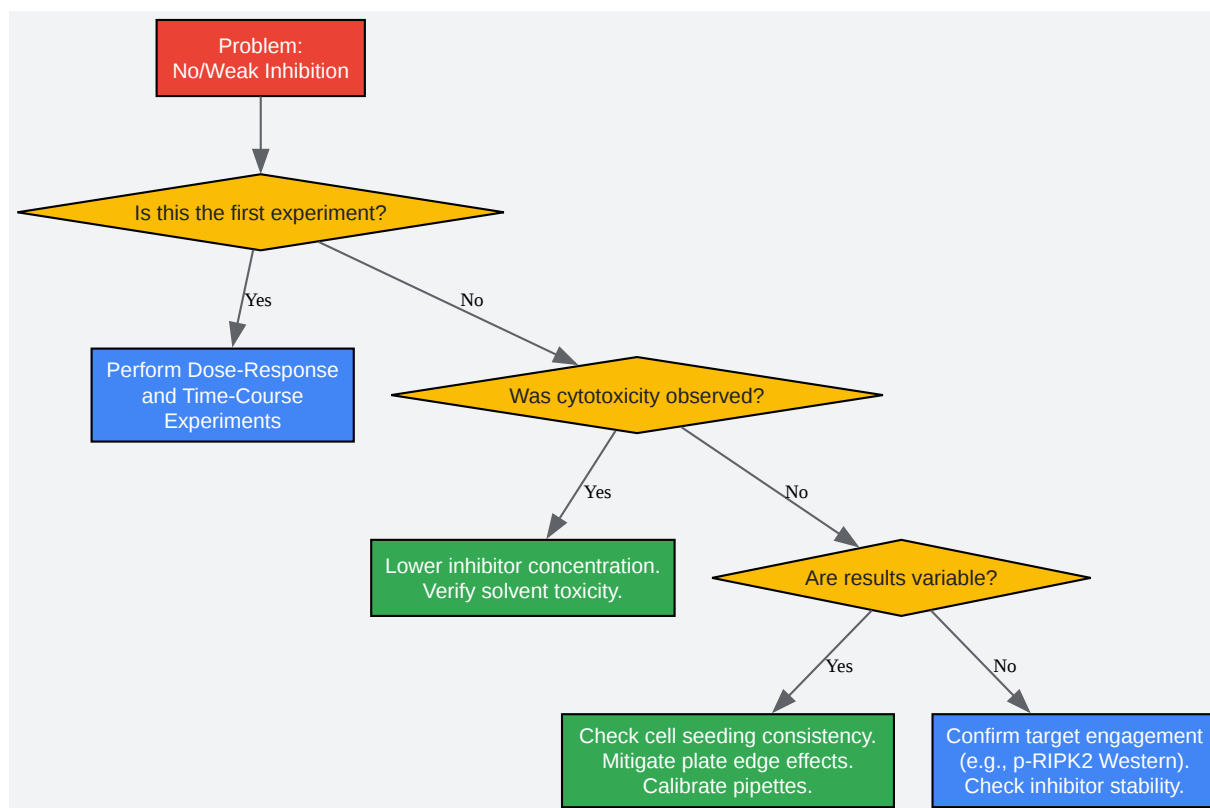 Problem:
No/Weak Inhibition
Is this the first experiment?
Yes
No
Perform Dose-Response
and Time-Course
Experiments
Was cytotoxicity observed?
Yes
No
Lower inhibitor concentration.
Verify solvent toxicity.
Are results variable?
Yes
No
Check cell seeding consistency.
Mitigate plate edge effects.
Calibrate pipettes.
Confirm target engagement
(e.g., p-RIPK2 Western).
Check inhibitor stability.